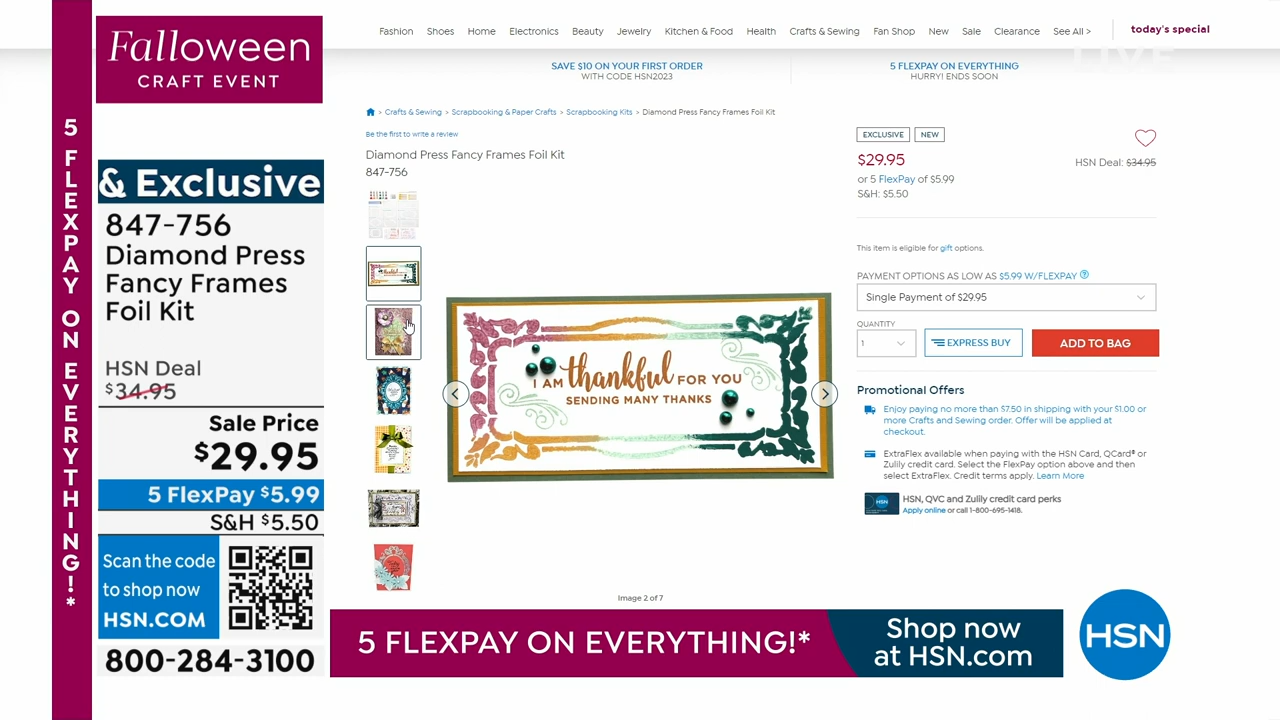 Falloween
CRAFT EVENT
5 FLEXPAY ON EVERYTHING!*
& Exclusive
847-756
Diamond Press
Fancy Frames
Foil Kit
HSN Deal
$34.95
Sale Price
$29.95
5 FlexPay $5.99
S&H $5.50
Scan the code
to shop now
HSN.COM
800-284-3100
Fashion Shoes Home Electronics Beauty Jewelry Kitchen & Food Health Crafts & Sewing Fan Shop New Sale Clearance See All > today's special
LIVE
SAVE $10 ON YOUR FIRST ORDER
WITH CODE HSN2023
5 FLEXPAY ON EVERYTHING
HURRY! ENDS SOON
> Crafts & Sewing > Scrapbooking & Paper Crafts > Scrapbooking Kits > Diamond Press Fancy Frames Foil Kit
Be the first to write a review
Diamond Press Fancy Frames Foil Kit
847-756
thankful
I AM thankful FOR YOU
SENDING MANY THANKS
Image 2 of 7
EXCLUSIVE NEW
$29.95
HSN Deal: $34.95
or 5 FlexPay of $5.99
S&H: $5.50
This item is eligible for gift options.
PAYMENT OPTIONS AS LOW AS $5.99 W/FLEXPAY ?
Single Payment of $29.95
QUANTITY
1
EXPRESS BUY
ADD TO BAG
Promotional Offers
Enjoy paying no more than $7.50 in shipping with your $1.00 or
more Crafts and Sewing order. Offer will be applied at
checkout.
ExtraFlex available when paying with the HSN Card, QCard® or
Zulily credit card. Select the FlexPay option above and then
select ExtraFlex. Credit terms apply. Learn More
HSN
HSN, QVC and Zulily credit card perks
Apply online or call 1-800-695-1418.
5 FLEXPAY ON EVERYTHING!*
Shop now
at HSN.com
HSN